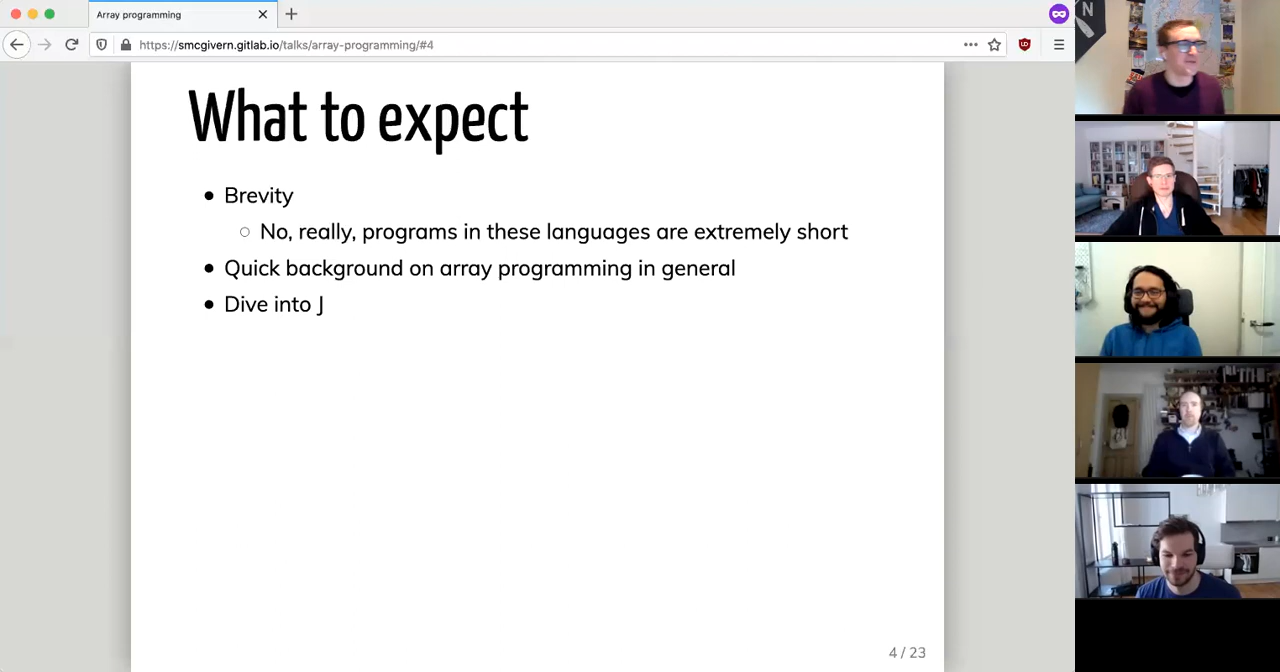 Array programming
https://smcgivern.gitlab.io/talks/array-programming/#4
What to expect
Brevity
No, really, programs in these languages are extremely short
Quick background on array programming in general
Dive into J
4 / 23
N